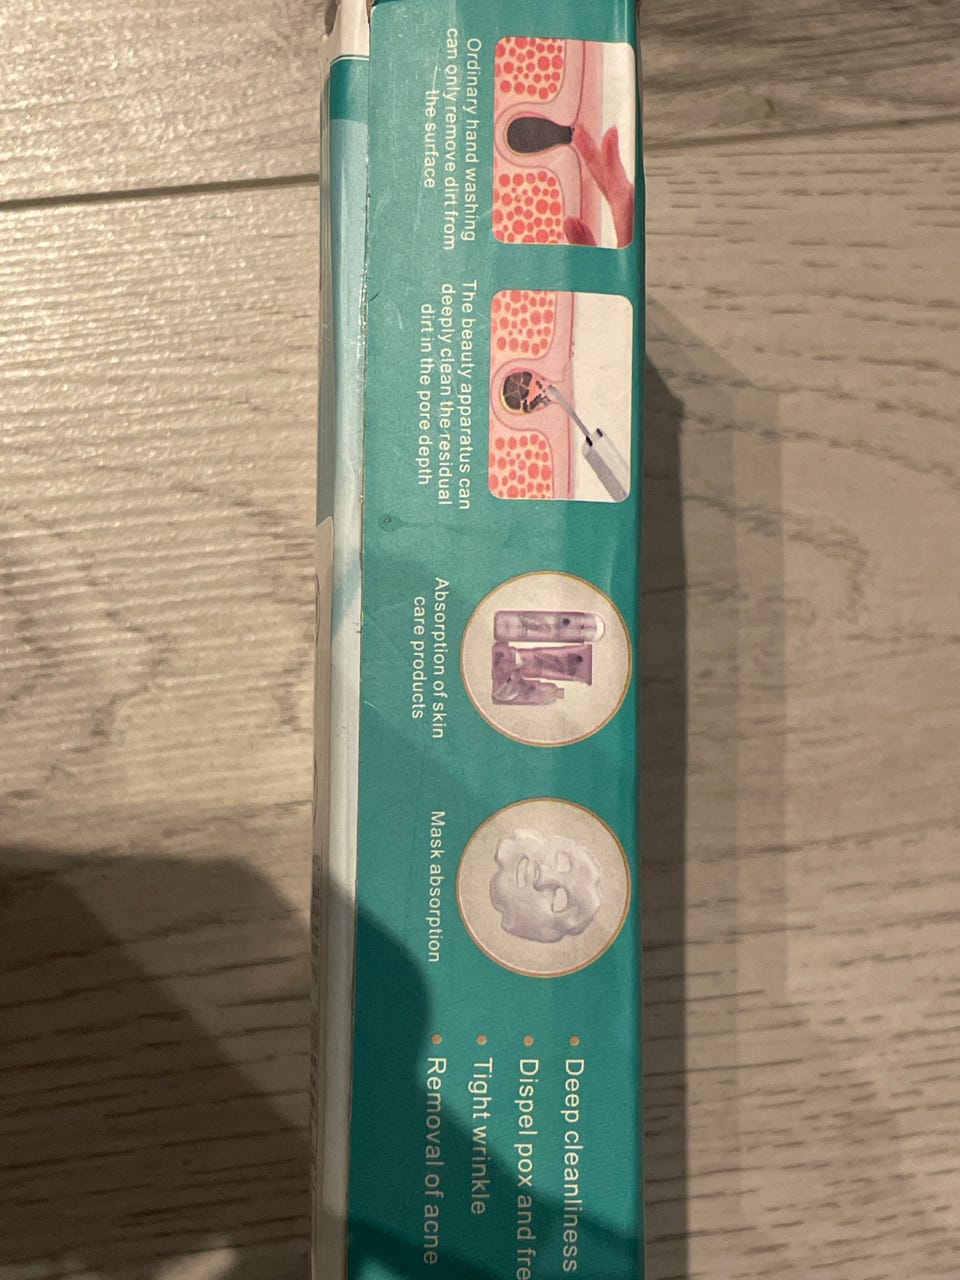 Ordinary hand washing
can only remove dirt from
the surface
The beauty apparatus can
deeply clean the residual
dirt in the pore depth
Absorption of skin
care products
Mask absorption
• Deep cleanliness
• Dispel pox and fre
• Tight wrinkle
• Removal of acne